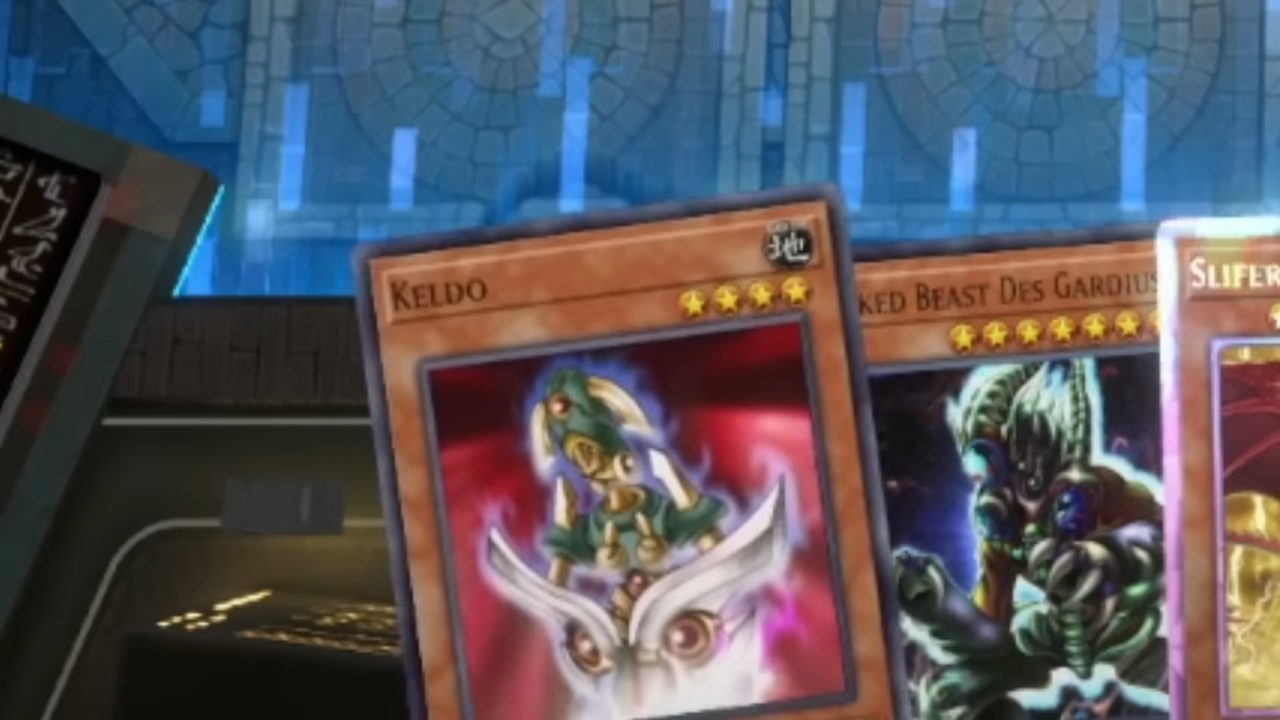 KELDO
地
KED BEAST DES GARDIUS
SLIFER